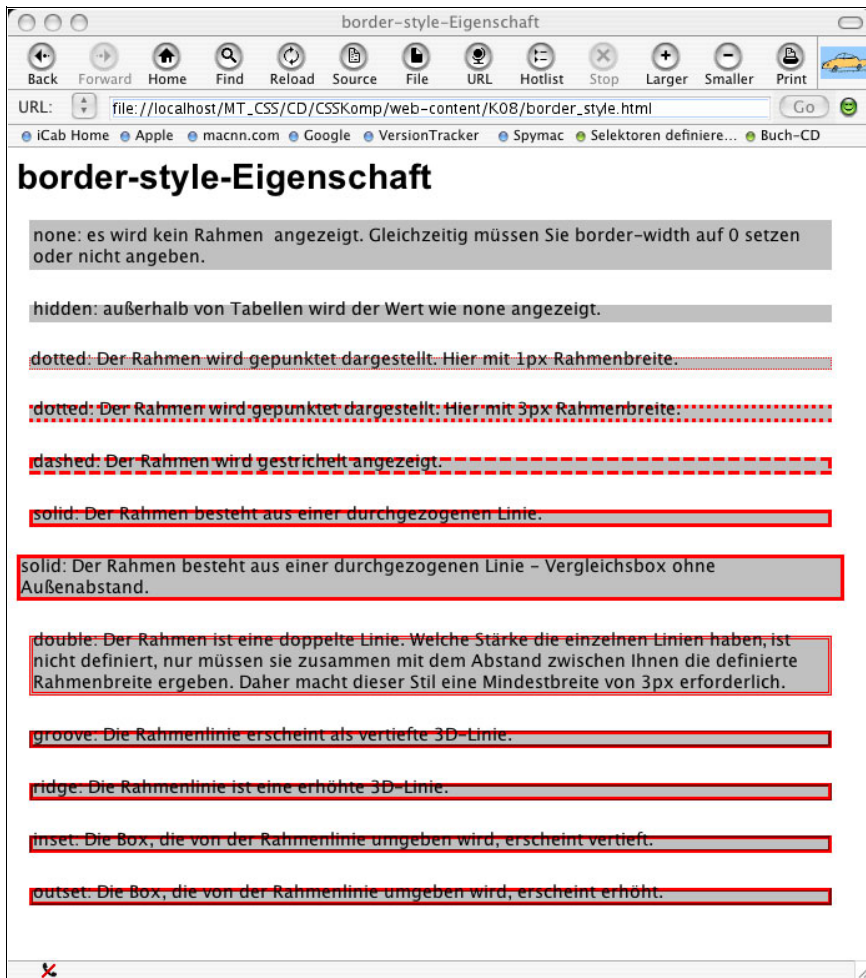 border-style-Eigenschaft
Back Forward Home Find Reload Source File URL Hotlist Stop Larger Smaller Print
URL: file://localhost/MT_CSS/CD/CSSKomp/web-content/K08/border_style.html Go
iCab Home Apple macnn.com Google VersionTracker Spymac Selektoren definiere... Buch-CD
border-style-Eigenschaft
none: es wird kein Rahmen angezeigt. Gleichzeitig müssen Sie border-width auf 0 setzen
oder nicht angeben.
hidden: außerhalb von Tabellen wird der Wert wie none angezeigt.
dotted: Der Rahmen wird gepunktet dargestellt. Hier mit 1px Rahmenbreite.
dotted: Der Rahmen wird gepunktet dargestellt. Hier mit 3px Rahmenbreite.
dashed: Der Rahmen wird gestrichelt angezeigt.
solid: Der Rahmen besteht aus einer durchgezogenen Linie.
solid: Der Rahmen besteht aus einer durchgezogenen Linie - Vergleichsbox ohne
Außenabstand.
double: Der Rahmen ist eine doppelte Linie. Welche Stärke die einzelnen Linien haben, ist
nicht definiert, nur müssen sie zusammen mit dem Abstand zwischen Ihnen die definierte
Rahmenbreite ergeben. Daher macht dieser Stil eine Mindestbreite von 3px erforderlich.
groove: Die Rahmenlinie erscheint als vertiefte 3D-Linie.
ridge: Die Rahmenlinie ist eine erhöhte 3D-Linie.
inset: Die Box, die von der Rahmenlinie umgeben wird, erscheint vertieft.
outset: Die Box, die von der Rahmenlinie umgeben wird, erscheint erhöht.